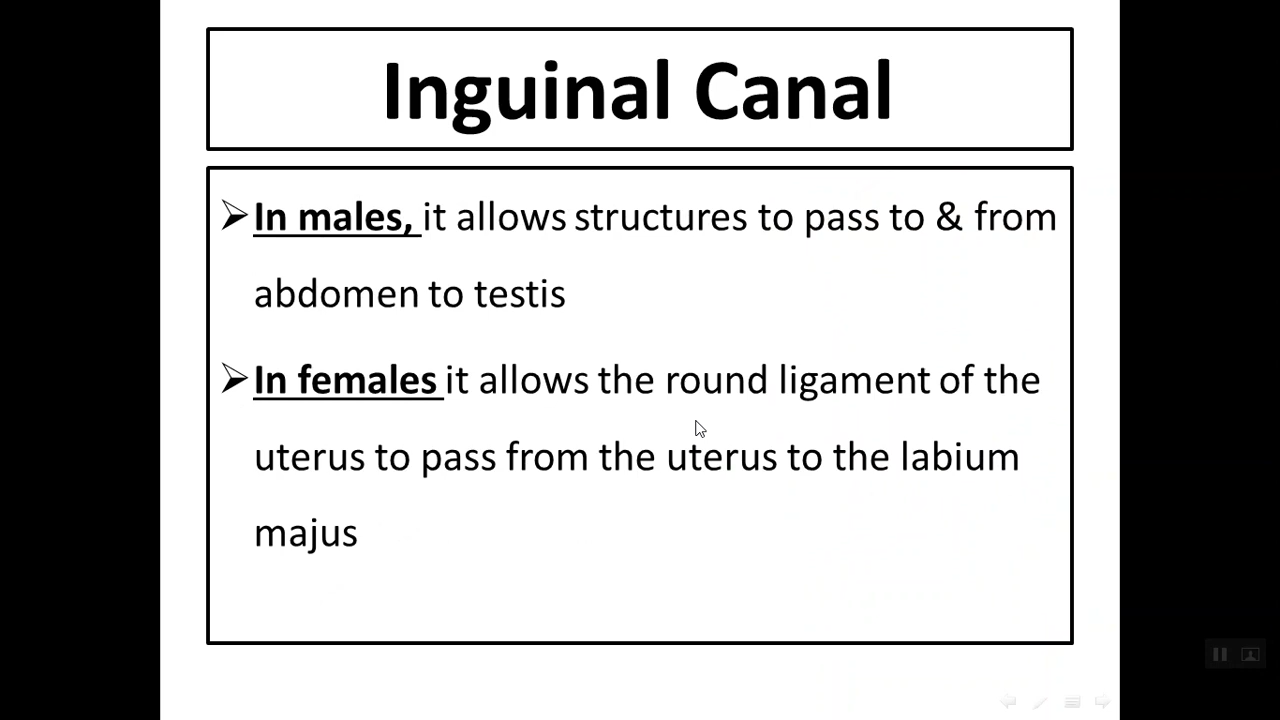 Inguinal Canal
In males, it allows structures to pass to & from
abdomen to testis
In females it allows the round ligament of the
uterus to pass from the uterus to the labium
majus